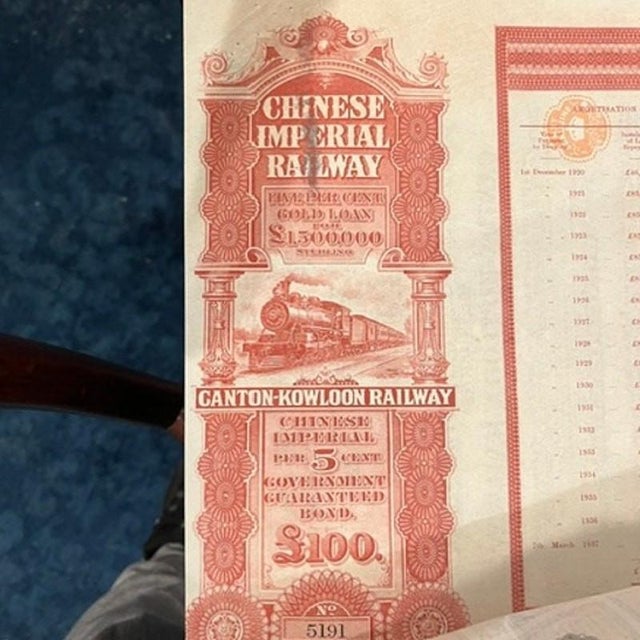 CHINESE
IMPERIAL
RAILWAY
FIVE PER CENT
GOLD LOAN
FOR
£1,500,000
STERLING
CANTON-KOWLOON RAILWAY
CHINESE
IMPERIAL
PER 5 CENT
GOVERNMENT
GUARANTEED
BOND.
£100.
No
5191
AMORTISATION
1st December 1920
1921
1922
1923
1924
1925
1926
1927
1928
1929
1930
1931
1932
1933
1934
1935
1936
March 1937